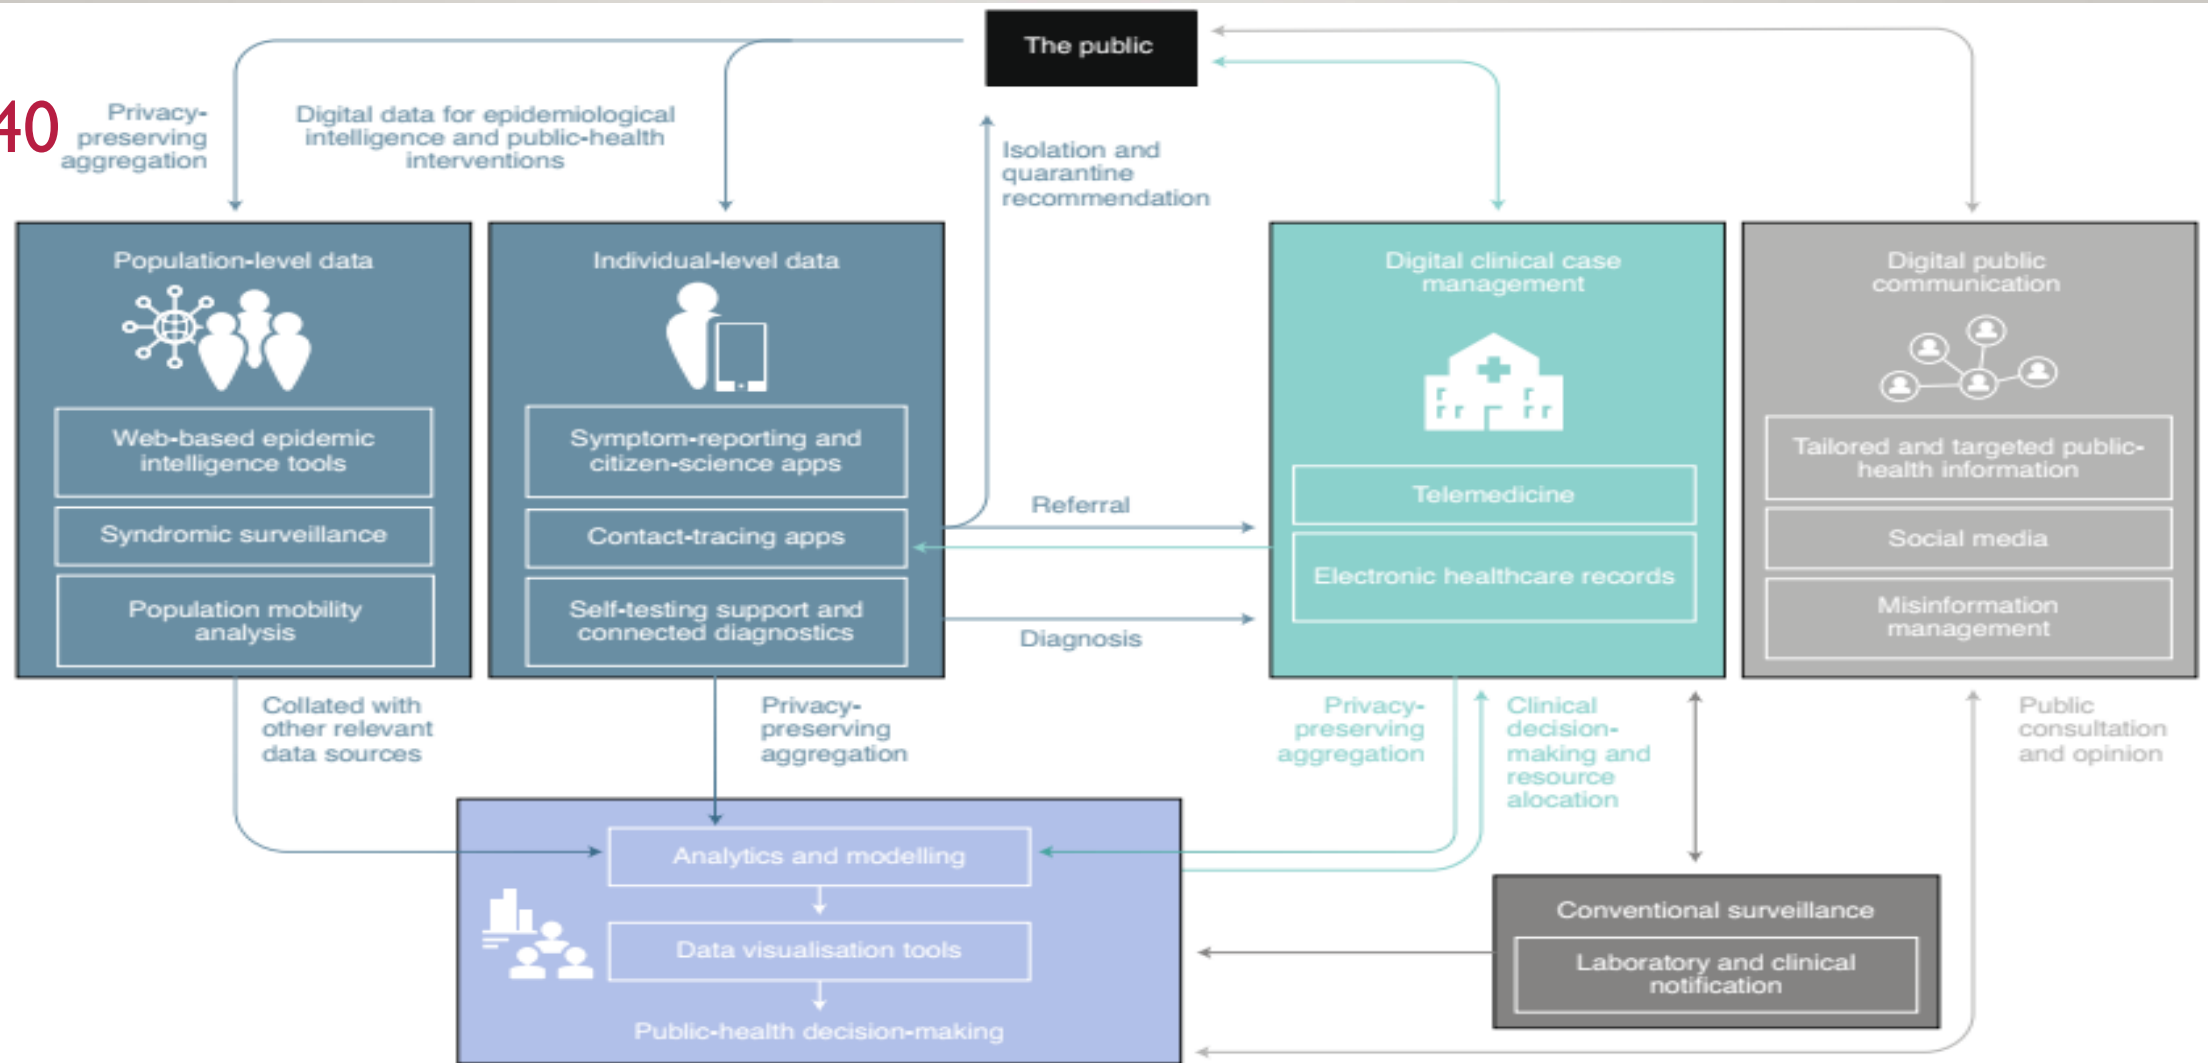 The public
40
Privacy-
preserving
aggregation
Digital data for epidemiological
intelligence and public-health
interventions
Isolation and
quarantine
recommendation
Population-level data
Web-based epidemic
intelligence tools
Syndromic surveillance
Population mobility
analysis
Individual-level data
Symptom-reporting and
citizen-science apps
Contact-tracing apps
Self-testing support and
connected diagnostics
Referral
Diagnosis
Digital clinical case
management
Telemedicine
Electronic healthcare records
Digital public
communication
Tailored and targeted public-
health information
Social media
Misinformation
management
Collated with
other relevant
data sources
Privacy-
preserving
aggregation
Privacy-
preserving
aggregation
Clinical
decision-
making and
resource
alocation
Public
consultation
and opinion
Analytics and modelling
Data visualisation tools
Public-health decision-making
Conventional surveillance
Laboratory and clinical
notification